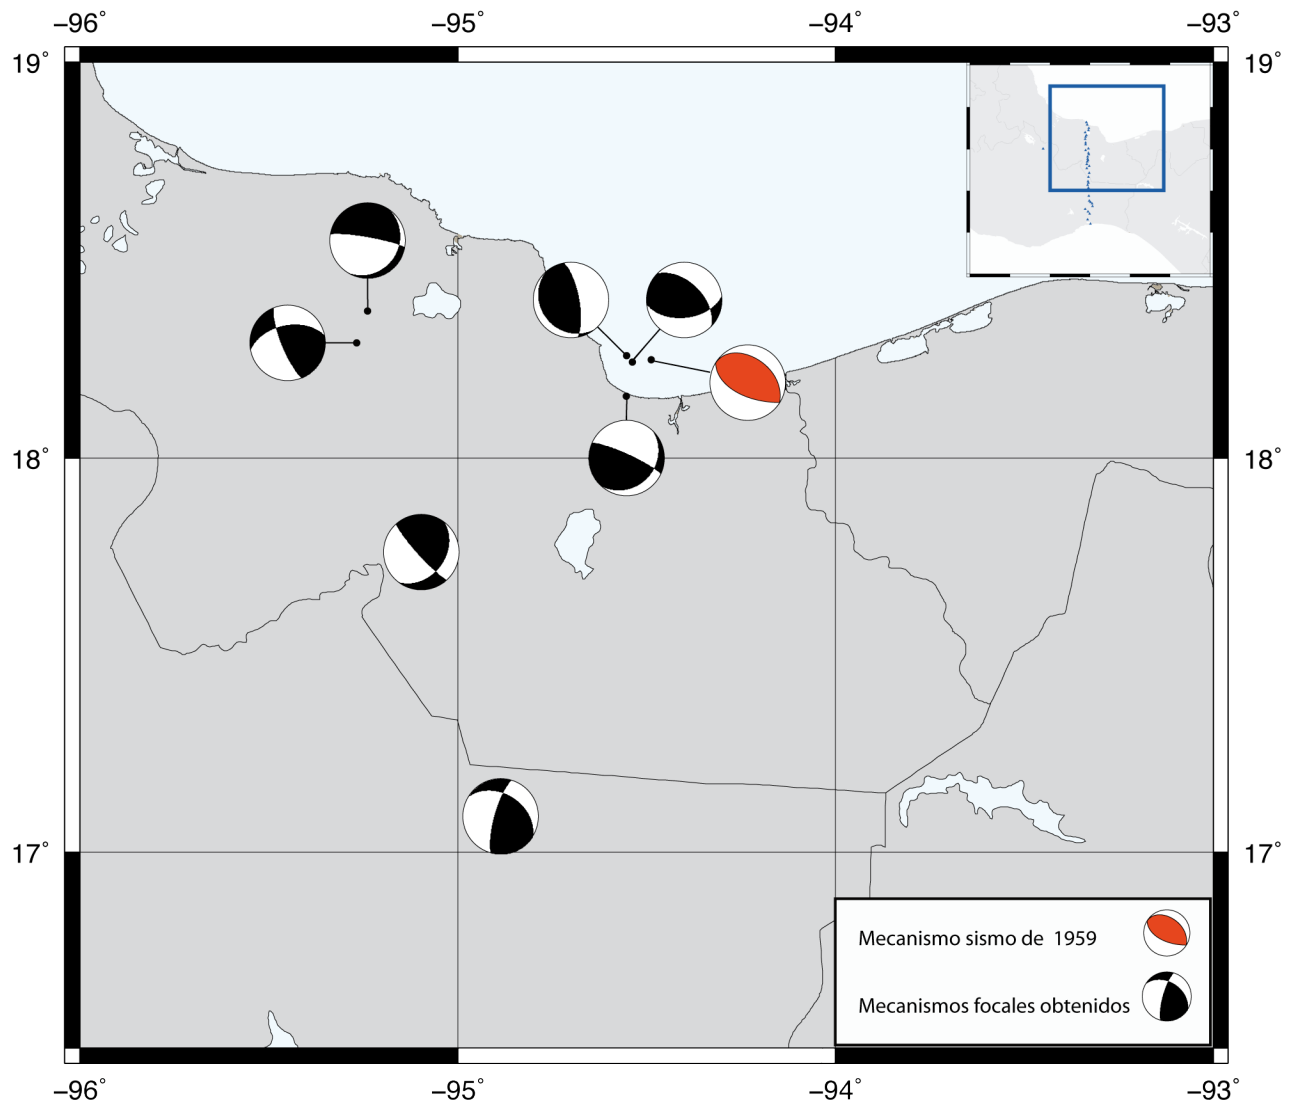 −96˚ −95˚ −94˚ −93˚
19˚ 19˚
18˚ 18˚
17˚ 17˚
Mecanismo sismo de 1959
Mecanismos focales obtenidos
−96˚ −95˚ −94˚ −93˚